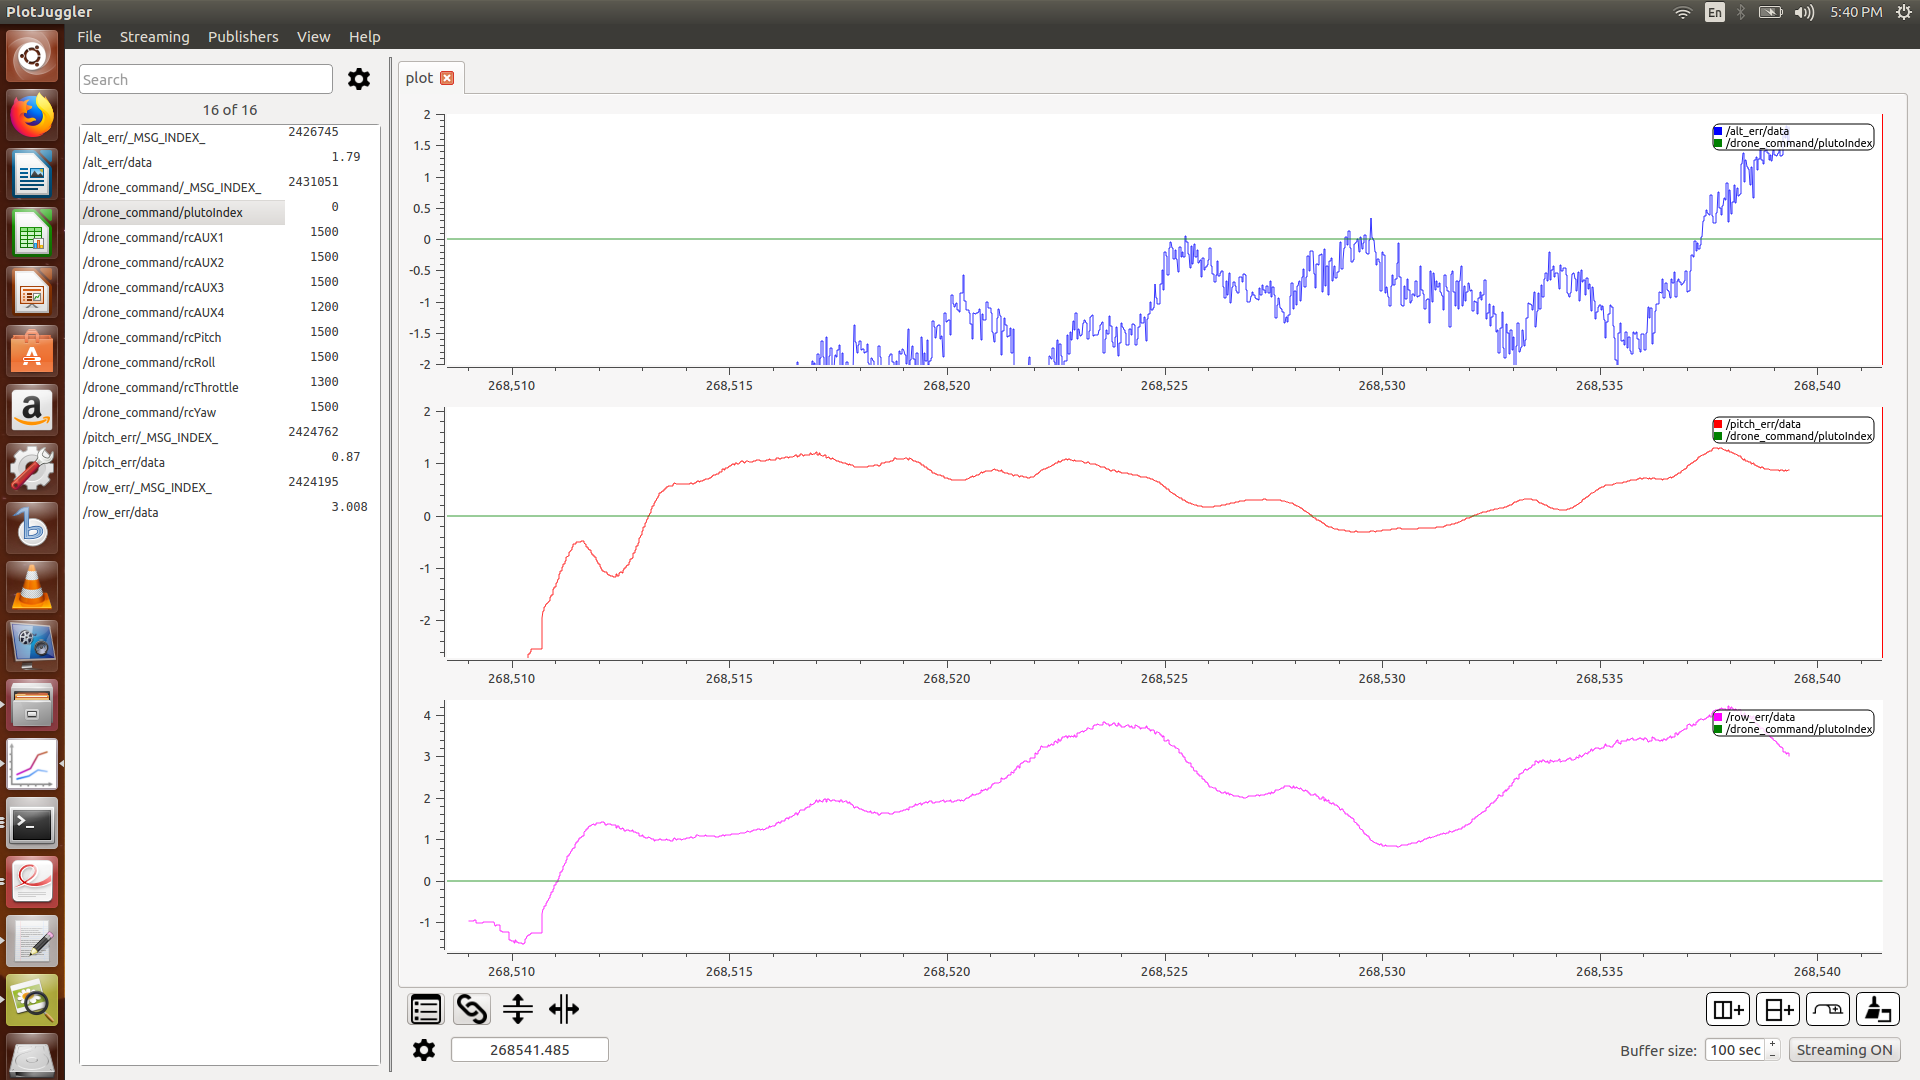 PlotJuggler
En
5:40 PM
File Streaming Publishers View Help
Search
16 of 16
/alt_err/_MSG_INDEX_ 2426745
/alt_err/data 1.79
/drone_command/_MSG_INDEX_ 2431051
/drone_command/plutoIndex 0
/drone_command/rcAUX1 1500
/drone_command/rcAUX2 1500
/drone_command/rcAUX3 1500
/drone_command/rcAUX4 1200
/drone_command/rcPitch 1500
/drone_command/rcRoll 1500
/drone_command/rcThrottle 1300
/drone_command/rcYaw 1500
/pitch_err/_MSG_INDEX_ 2424762
/pitch_err/data 0.87
/row_err/_MSG_INDEX_ 2424195
/row_err/data 3.008
plot
2
1.5
1
0.5
0
-0.5
-1
-1.5
-2
/alt_err/data
/drone_command/plutoIndex
268,510 268,515 268,520 268,525 268,530 268,535 268,540
2
1
0
-1
-2
/pitch_err/data
/drone_command/plutoIndex
268,510 268,515 268,520 268,525 268,530 268,535 268,540
4
3
2
1
0
-1
/row_err/data
/drone_command/plutoIndex
268,510 268,515 268,520 268,525 268,530 268,535 268,540
268541.485
Buffer size: 100 sec Streaming ON